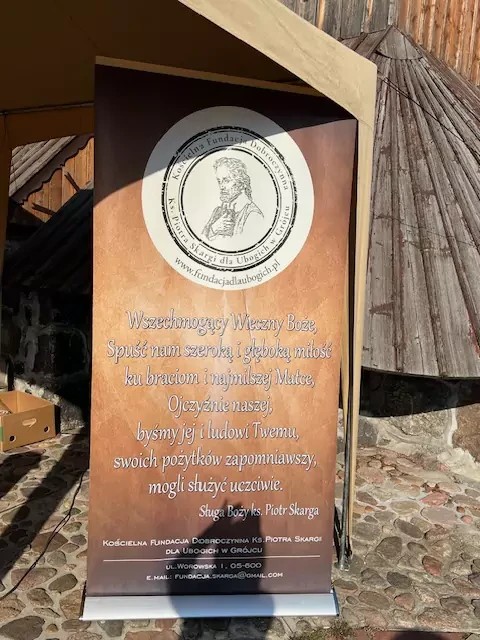 Kościelna Fundacja Dobroczynna
Ks. Piotra Skargi dla Ubogich w Grójcu
www.fundacjadlaubogich.pl
Wszechmogący Wieczny Boże,
Spuść nam szeroką i głęboką miłość
ku braciom i najmilszej Matce,
Ojczyźnie naszej,
byśmy jej i ludowi Twemu,
swoich pożytków zapomniawszy,
mogli służyć uczciwie.
Sługa Boży ks. Piotr Skarga
Kościelna Fundacja Dobroczynna Ks.Piotra Skargi
dla Ubogich w Grójcu
ul. Worowska 1, 05-600
e.mail: fundacja.skarga@gmail.com